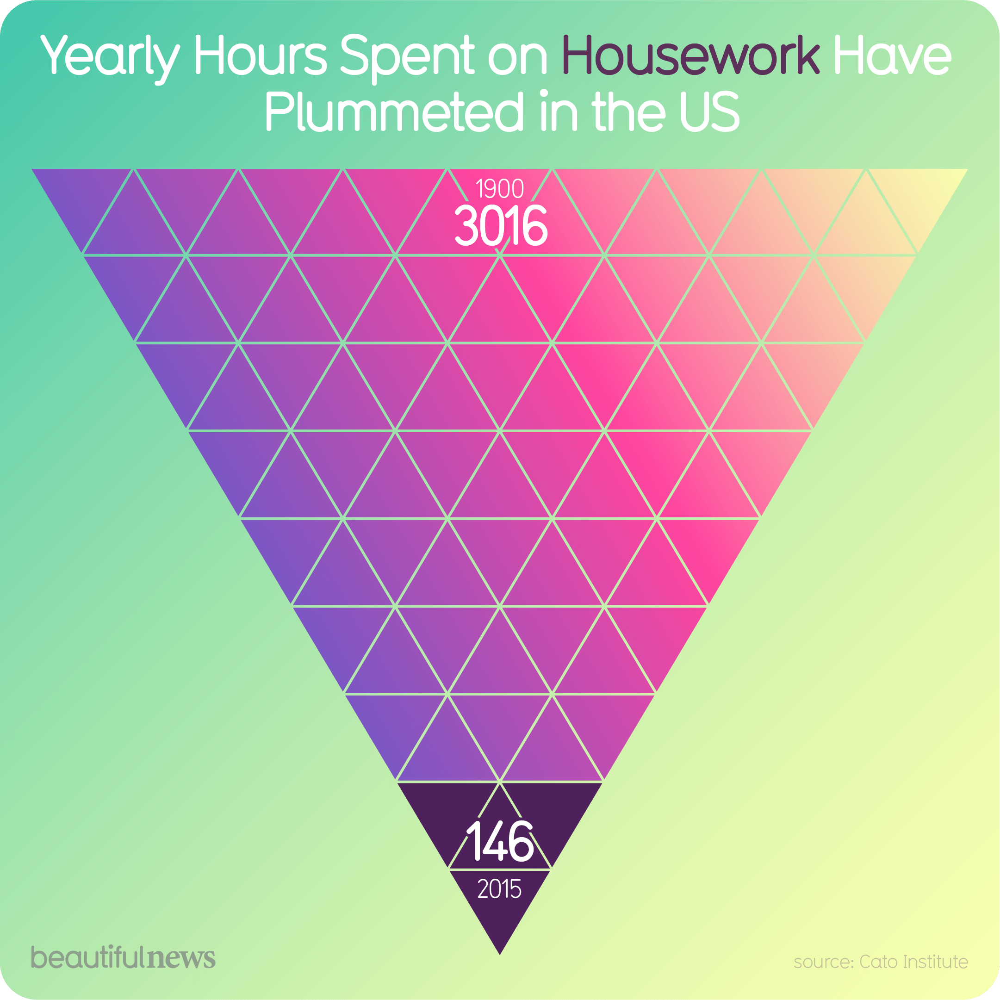 Yearly Hours Spent on Housework Have
Plummeted in the US
1900
3016
146
2015
beautifulnews
source: Cato Institute